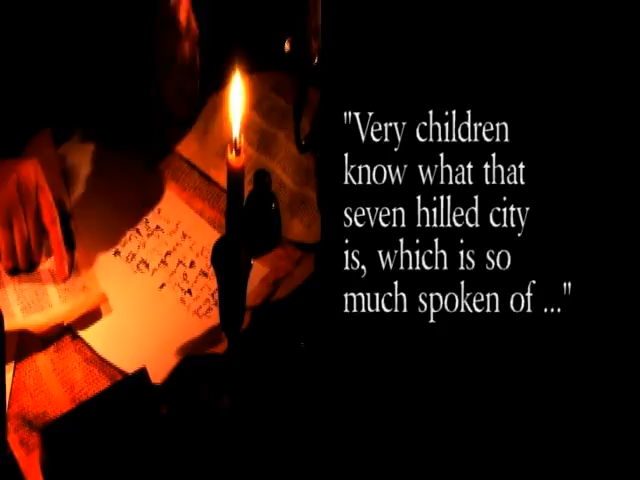 "Very children
know what that
seven hilled city
is, which is so
much spoken of ..."